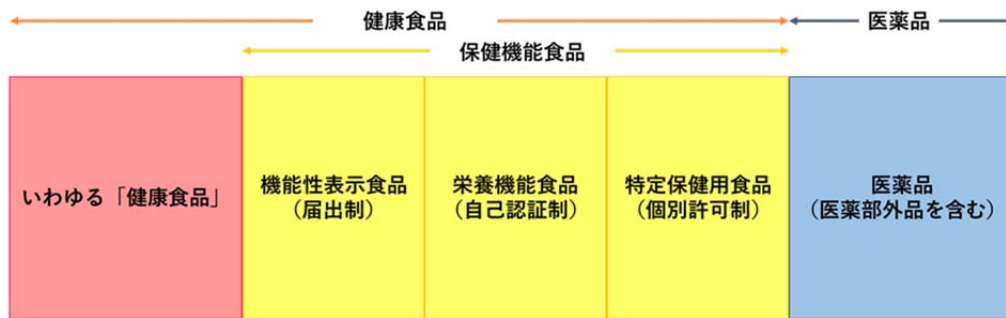 健康食品
医薬品
保健機能食品
いわゆる「健康食品」
機能性表示食品
（届出制）
栄養機能食品
（自己認証制）
特定保健用食品
（個別許可制）
医薬品
（医薬部外品を含む）